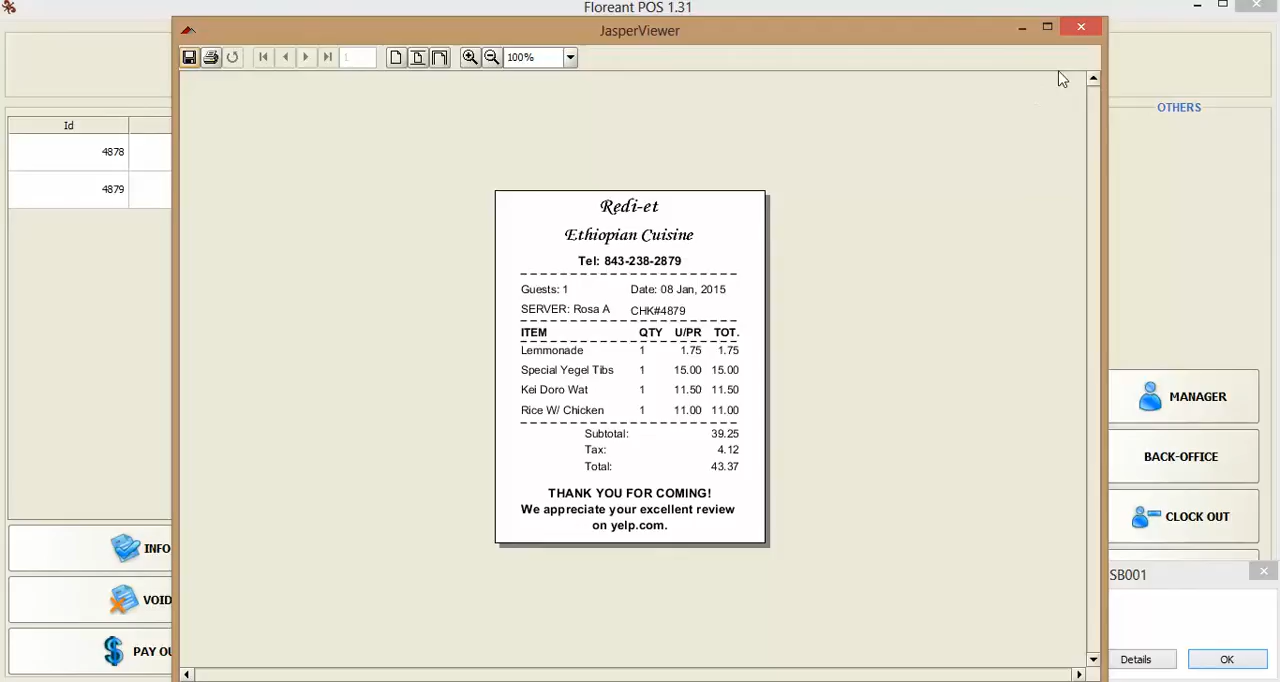 Floreant POS 1.31
JasperViewer
1
100%
OTHERS
Id
4878
4879
Redi-et
Ethiopian Cuisine
Tel: 843-238-2879
Guests: 1 Date: 08 Jan, 2015
SERVER: Rosa A CHK#4879
ITEM QTY U/PR TOT.
Lemmonade 1 1.75 1.75
Special Yegel Tibs 1 15.00 15.00
Kei Doro Wat 1 11.50 11.50
Rice W/ Chicken 1 11.00 11.00
Subtotal: 39.25
Tax: 4.12
Total: 43.37
THANK YOU FOR COMING!
We appreciate your excellent review
on yelp.com.
MANAGER
BACK-OFFICE
CLOCK OUT
INFO
VOID
PAY OU
SB001
Details OK